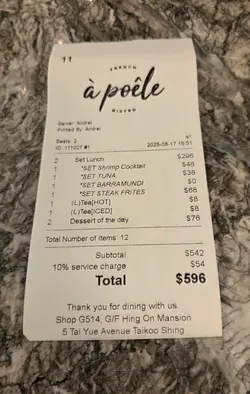 11
FRENCH
à poêle
BISTRO
Server: Andrei
Printed By: Andrei
Seats: 2
x1
ID: 111027 #1 2025-08-17 15:51
2 Set Lunch $296
1 *SET Shrimp Cocktail $48
1 *SET TUNA $38
1 *SET BARRAMUNDI $0
1 *SET STEAK FRITES $68
1 (L)Tea[HOT] $8
1 (L)Tea[ICED] $8
2 Dessert of the day $76
Total Number of Items: 12
Subtotal $542
10% service charge $54
Total $596
Thank you for dining with us.
Shop G514, G/F Hing On Mansion
5 Tai Yue Avenue Taikoo Shing